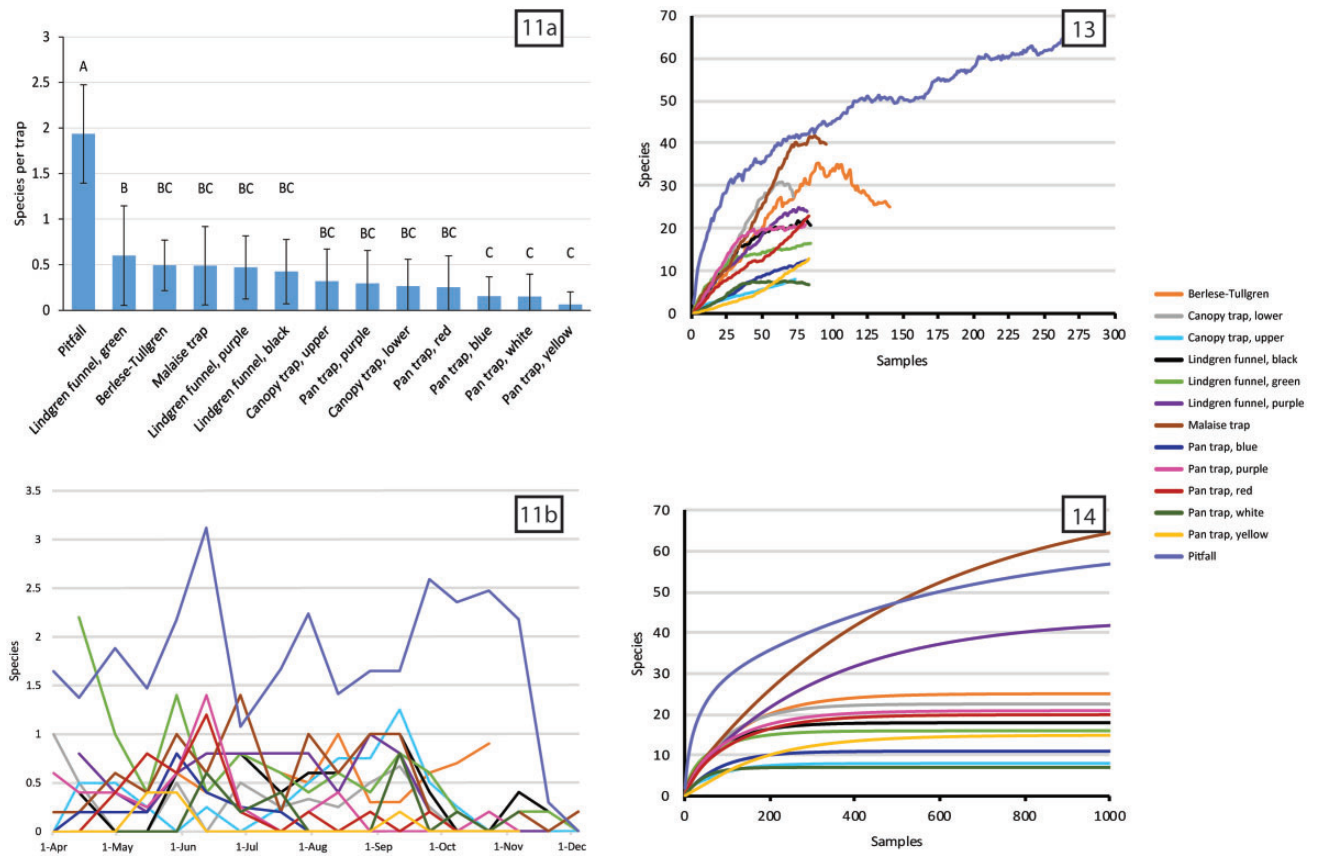 11a
3
2.5
2
1.5
1
0.5
0
Species per trap
A
B
BC
BC
BC
BC
BC
BC
BC
BC
C
C
C
Pitfall
Lindgren funnel, green
Berlese-Tullgren
Malaise trap
Lindgren funnel, purple
Lindgren funnel, black
Canopy trap, upper
Pan trap, purple
Canopy trap, lower
Pan trap, red
Pan trap, blue
Pan trap, white
Pan trap, yellow
13
70
60
50
40
30
20
10
0
Species
0 25 50 75 100 125 150 175 200 225 250 275 300
Samples
Berlese-Tullgren
Canopy trap, lower
Canopy trap, upper
Lindgren funnel, black
Lindgren funnel, green
Lindgren funnel, purple
Malaise trap
Pan trap, blue
Pan trap, purple
Pan trap, red
Pan trap, white
Pan trap, yellow
Pitfall
11b
3.5
3
2.5
2
1.5
1
0.5
0
Species
1-Apr 1-May 1-Jun 1-Jul 1-Aug 1-Sep 1-Oct 1-Nov 1-Dec
14
70
60
50
40
30
20
10
0
Species
0 200 400 600 800 1000
Samples